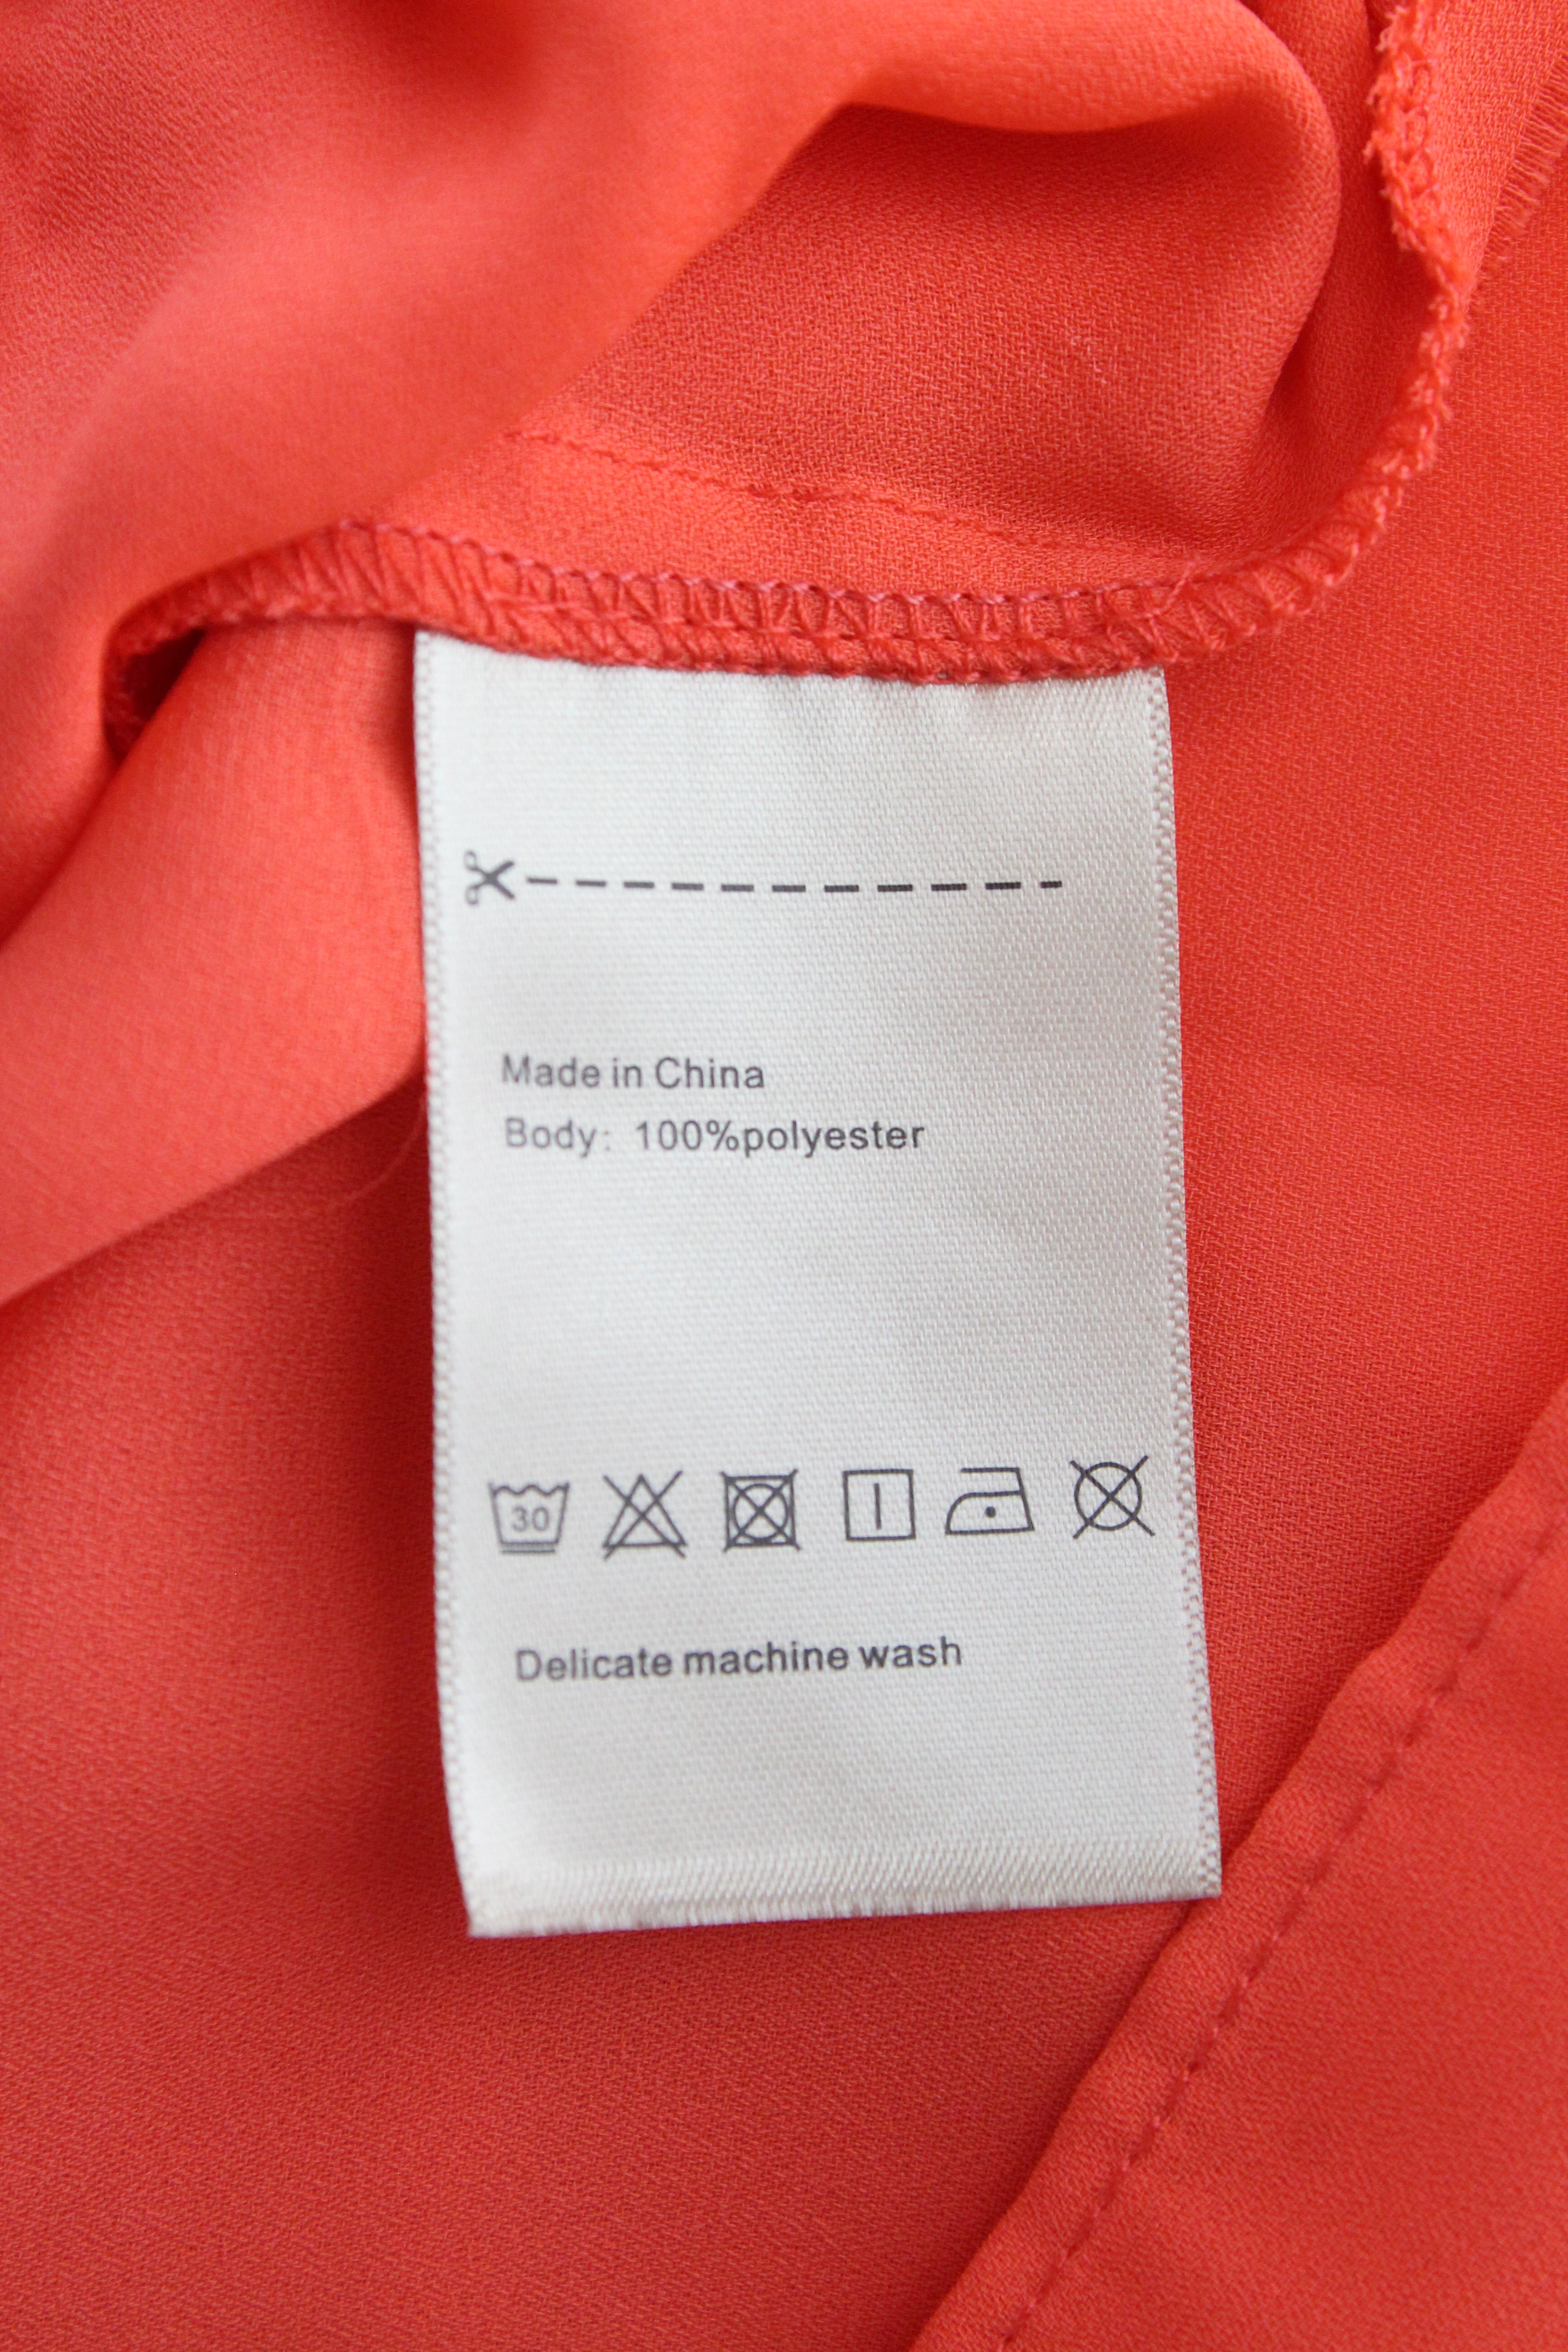 Made in China
Body: 100%polyester
30
Delicate machine wash